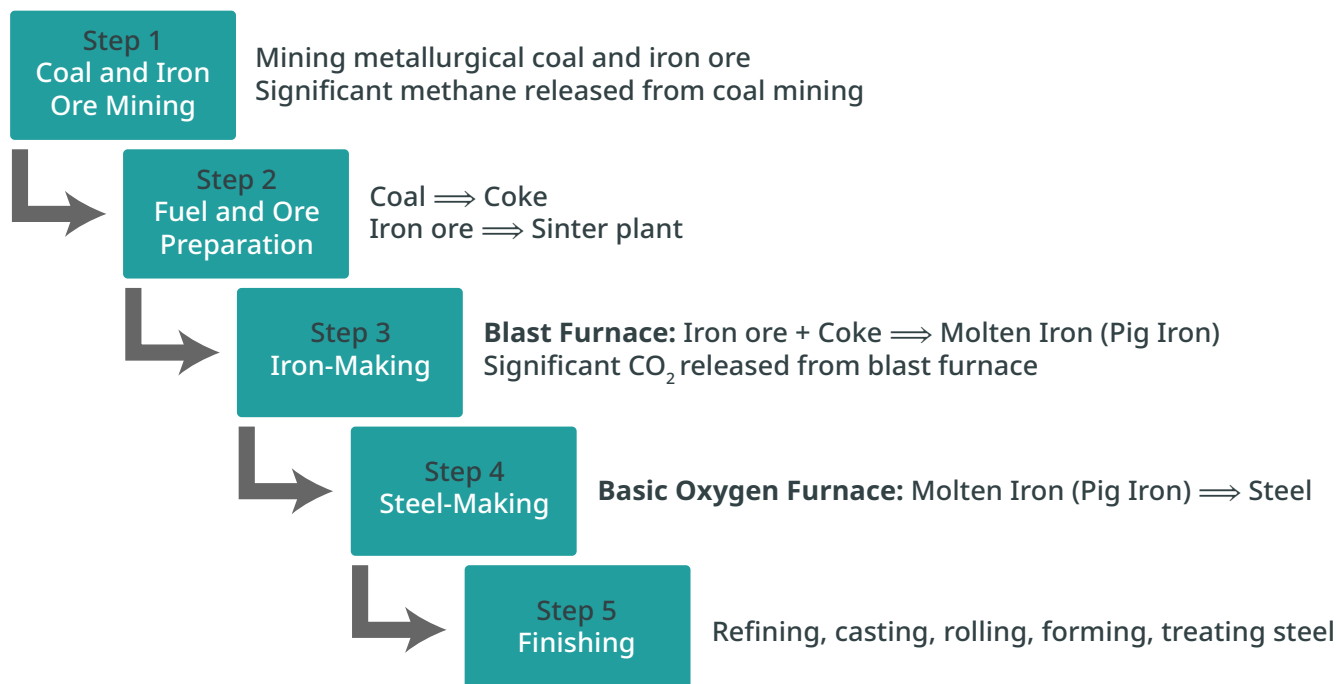 Step 1
Coal and Iron
Ore Mining
Mining metallurgical coal and iron ore
Significant methane released from coal mining
Step 2
Fuel and Ore
Preparation
Coal ⟹ Coke
Iron ore ⟹ Sinter plant
Step 3
Iron-Making
Blast Furnace: Iron ore + Coke ⟹ Molten Iron (Pig Iron)
Significant CO₂ released from blast furnace
Step 4
Steel-Making
Basic Oxygen Furnace: Molten Iron (Pig Iron) ⟹ Steel
Step 5
Finishing
Refining, casting, rolling, forming, treating steel